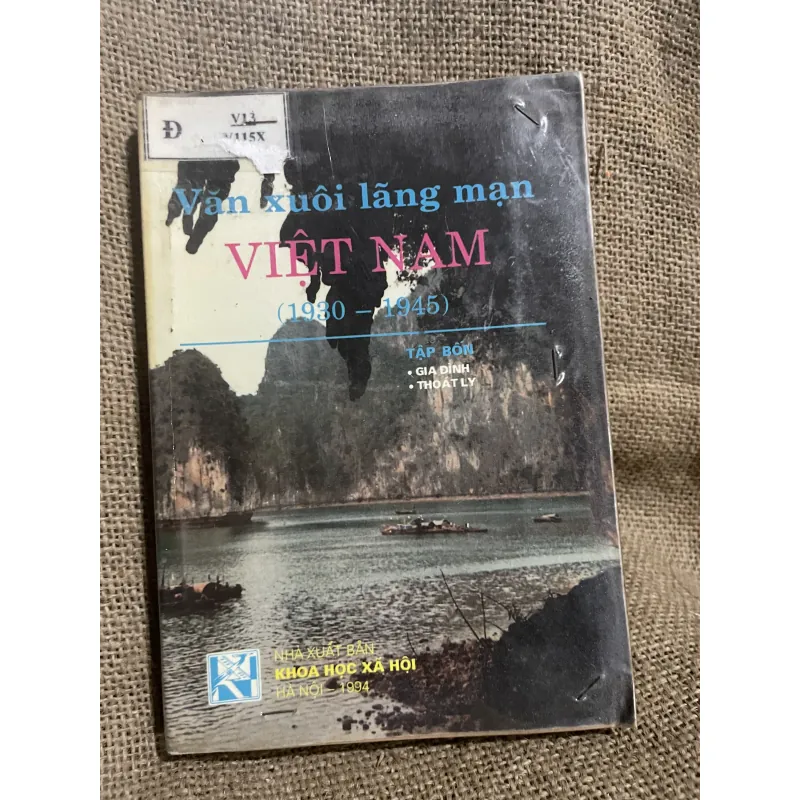 Đ
V13
V115X
Văn xuôi lãng mạn
VIỆT NAM
(1930 – 1945)
TẬP BỐN
• GIA ĐÌNH
• THOÁT LY
NHÀ XUẤT BẢN
KHOA HỌC XÃ HỘI
HÀ NỘI – 1994